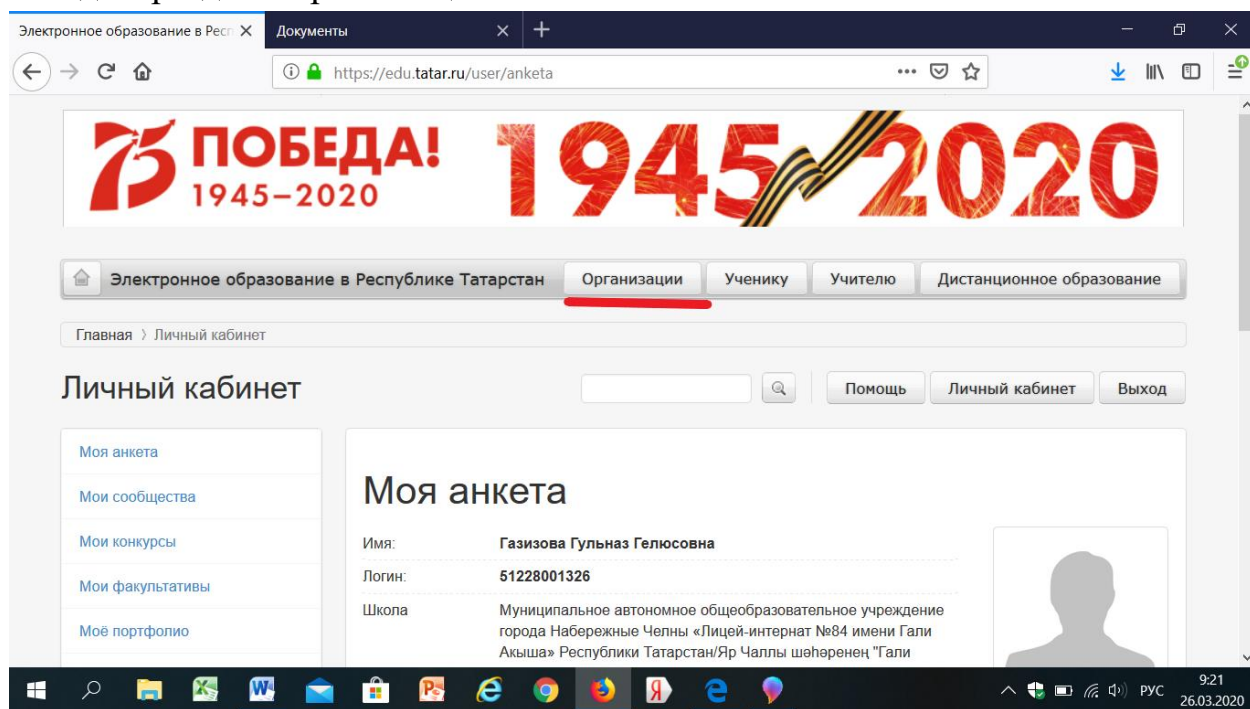 Электронное образование в Респ
Документы
https://edu.tatar.ru/user/anketa
75 ПОБЕДА!
1945–2020
1945 2020
Электронное образование в Республике Татарстан Организации Ученику Учителю Дистанционное образование
Главная 〉 Личный кабинет
Личный кабинет
Помощь Личный кабинет Выход
Моя анкета
Мои сообщества
Мои конкурсы
Мои факультативы
Моё портфолио
Моя анкета
Имя: Газизова Гульназ Гелюсовна
Логин: 51228001326
Школа Муниципальное автономное общеобразовательное учреждение
города Набережные Челны «Лицей-интернат №84 имени Гали
Акыша» Республики Татарстан/Яр Чаллы шәһәренең "Гали
РУС
9:21
26.03.2020